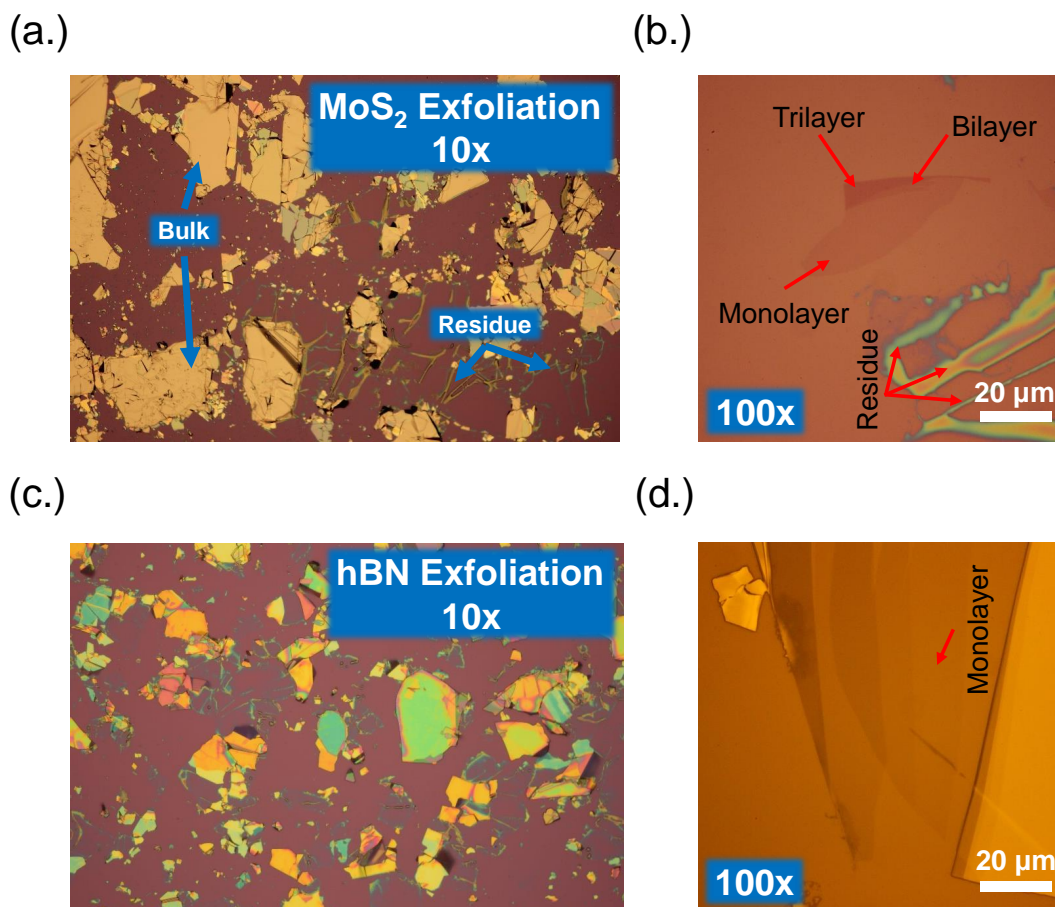 (a.)
MoS₂ Exfoliation
10x
Bulk
Residue
(b.)
Trilayer
Bilayer
Monolayer
Residue
100x
20 µm
(c.)
hBN Exfoliation
10x
(d.)
Monolayer
100x
20 µm